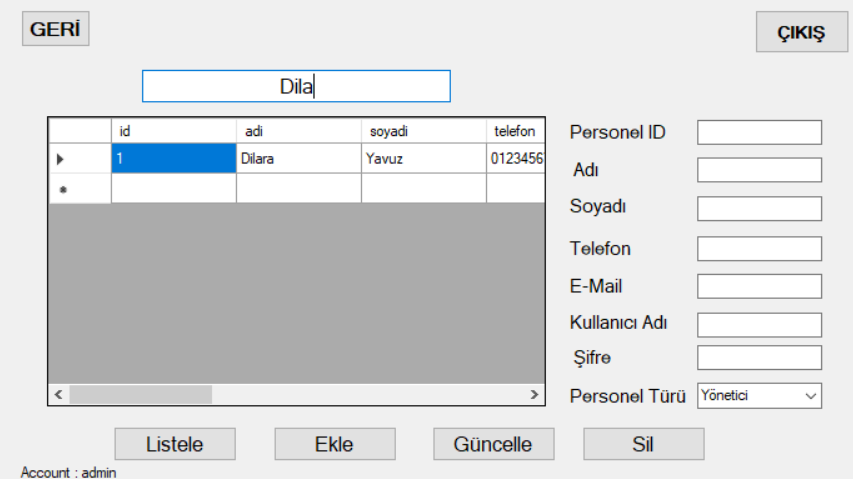 GERİ
ÇIKIŞ
Dila
id adi soyadi telefon
1 Dilara Yavuz 0123456
Personel ID
Adı
Soyadı
Telefon
E-Mail
Kullanıcı Adı
Şifre
Personel Türü Yönetici
Listele Ekle Güncelle Sil
Account : admin